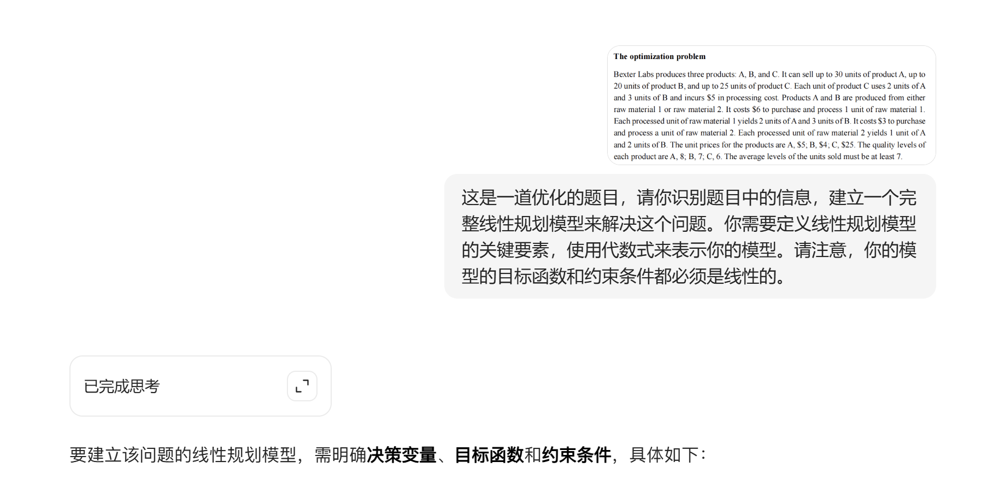 The optimization problem
Bexter Labs produces three products: A, B, and C. It can sell up to 30 units of product A, up to
20 units of product B, and up to 25 units of product C. Each unit of product C uses 2 units of A
and 3 units of B and incurs $5 in processing cost. Products A and B are produced from either
raw material 1 or raw material 2. It costs $6 to purchase and process 1 unit of raw material 1.
Each processed unit of raw material 1 yields 2 units of A and 3 units of B. It costs $3 to purchase
and process a unit of raw material 2. Each processed unit of raw material 2 yields 1 unit of A
and 2 units of B. The unit prices for the products are A, $5; B, $4; C, $25. The quality levels of
each product are A, 8; B, 7; C, 6. The average levels of the units sold must be at least 7.
这是一道优化的题目，请你识别题目中的信息，建立一个完
整线性规划模型来解决这个问题。你需要定义线性规划模型
的关键要素，使用代数式来表示你的模型。请注意，你的模
型的目标函数和约束条件都必须是线性的。
已完成思考
要建立该问题的线性规划模型，需明确决策变量、目标函数和约束条件，具体如下：